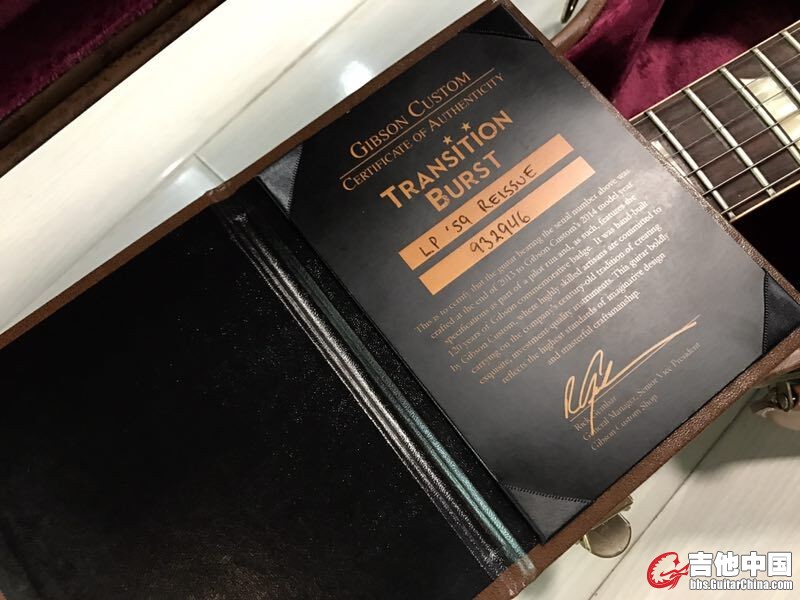 GIBSON CUSTOM
CERTIFICATE OF AUTHENTICITY
TRANSITION
BURST
LP '59 REISSUE
932946
This is to certify that the guitar bearing the serial number above was
crafted at the end of 2013 to Gibson Custom's 2014 model year
specifications as part of a pilot run and, as such, features the
120 years of Gibson commemorative badge. It was hand-built
by Gibson Custom, where highly skilled artisans are committed to
carrying on the company's century-old tradition of creating
exquisite, investment-quality instruments. This guitar boldly
reflects the highest standards of imaginative design
and masterful craftsmanship.
Rick Gembar
General Manager, Senior Vice President
Gibson Custom Shop
吉他中国
bbs.GuitarChina.com